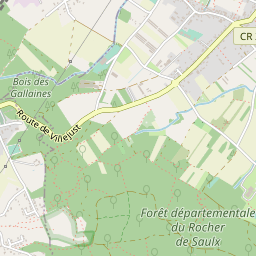 CR
Bois des
Gallaines
Route de Villejust
Forêt départementale
du Rocher
de Saulx